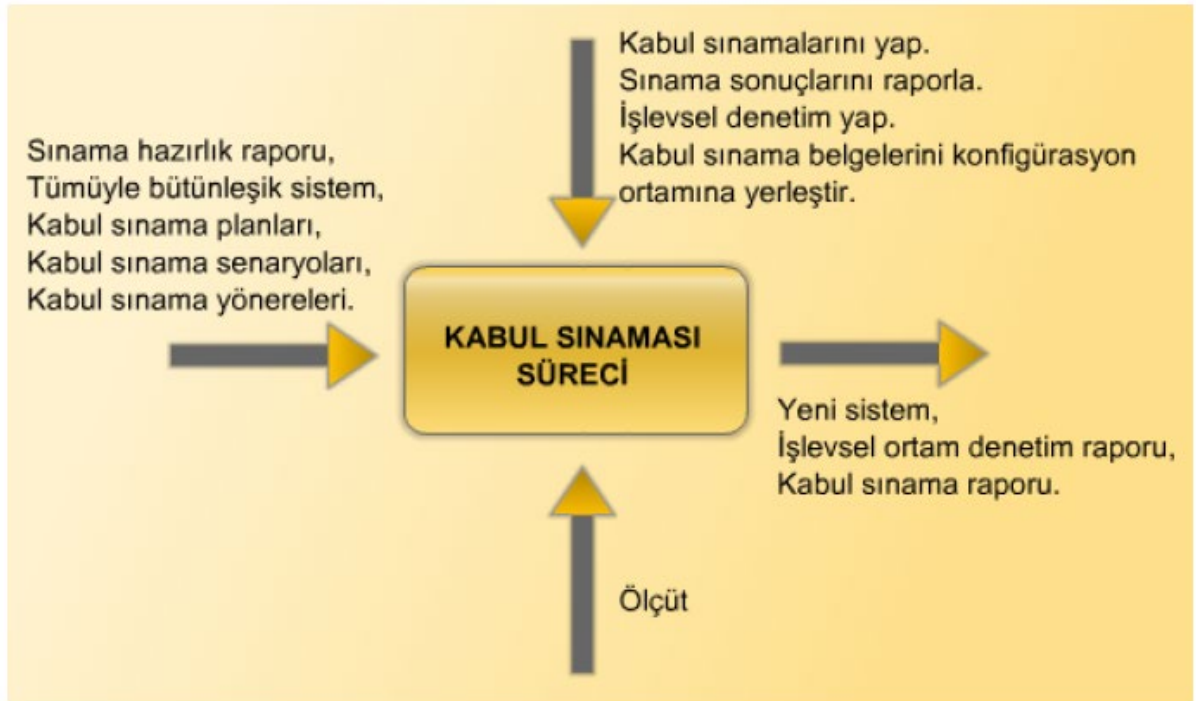 Kabul sınamalarını yap.
Sınama sonuçlarını raporla.
İşlevsel denetim yap.
Kabul sınama belgelerini konfigürasyon
ortamına yerleştir.
Sınama hazırlık raporu,
Tümüyle bütünleşik sistem,
Kabul sınama planları,
Kabul sınama senaryoları,
Kabul sınama yönereleri.
KABUL SINAMASI
SÜRECİ
Yeni sistem,
İşlevsel ortam denetim raporu,
Kabul sınama raporu.
Ölçüt